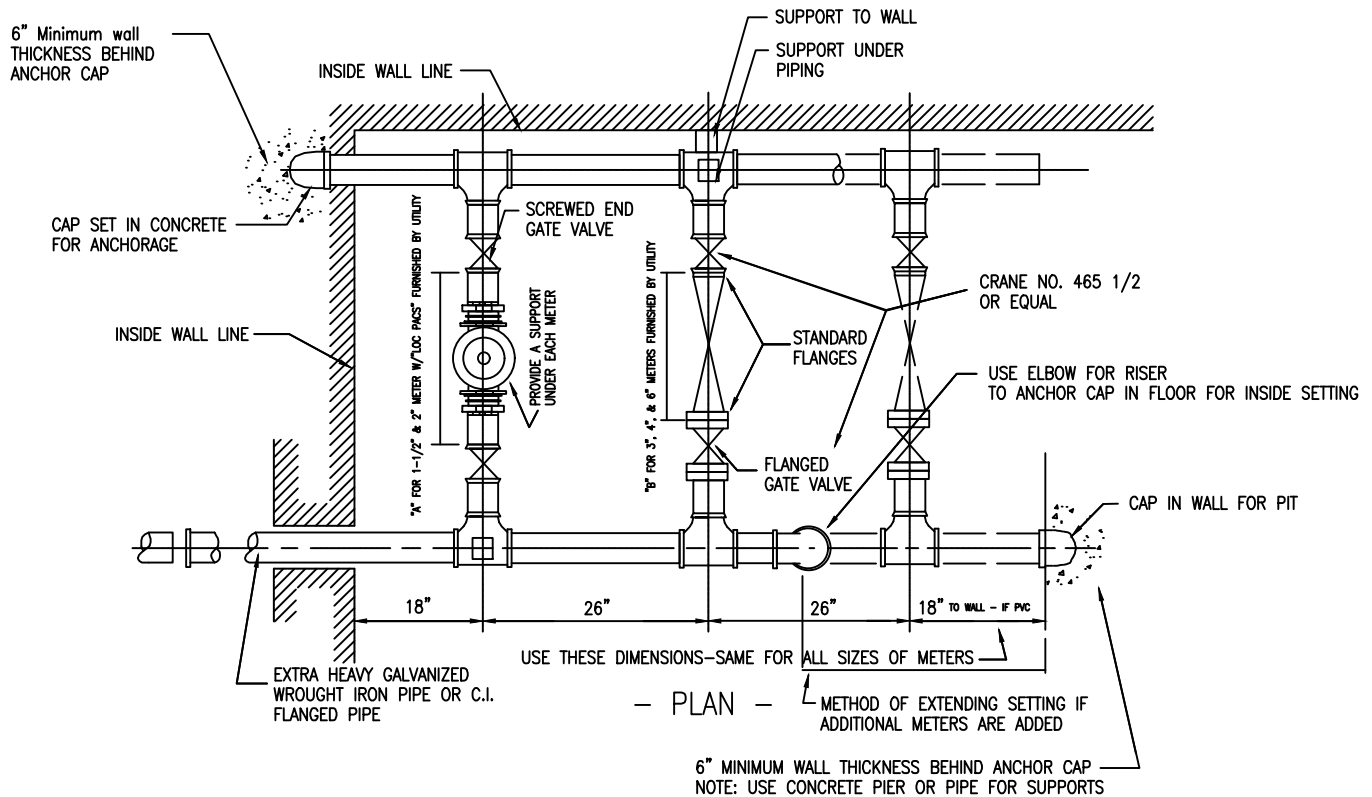 SUPPORT TO WALL
6" Minimum wall
THICKNESS BEHIND
ANCHOR CAP
SUPPORT UNDER
PIPING
INSIDE WALL LINE
CAP SET IN CONCRETE
FOR ANCHORAGE
SCREWED END
GATE VALVE
"A" FOR 1-1/2" & 2" METER W/"LOC PACS" FURNISHED BY UTILITY
PROVIDE A SUPPORT
UNDER EACH METER
"B" FOR 3", 4", & 6" METERS FURNISHED BY UTILITY
CRANE NO. 465 1/2
OR EQUAL
INSIDE WALL LINE
STANDARD
FLANGES
USE ELBOW FOR RISER
TO ANCHOR CAP IN FLOOR FOR INSIDE SETTING
FLANGED
GATE VALVE
CAP IN WALL FOR PIT
18"
26"
26"
18" TO WALL - IF PVC
USE THESE DIMENSIONS-SAME FOR ALL SIZES OF METERS
EXTRA HEAVY GALVANIZED
WROUGHT IRON PIPE OR C.I.
FLANGED PIPE
- PLAN -
METHOD OF EXTENDING SETTING IF
ADDITIONAL METERS ARE ADDED
6" MINIMUM WALL THICKNESS BEHIND ANCHOR CAP
NOTE: USE CONCRETE PIER OR PIPE FOR SUPPORTS